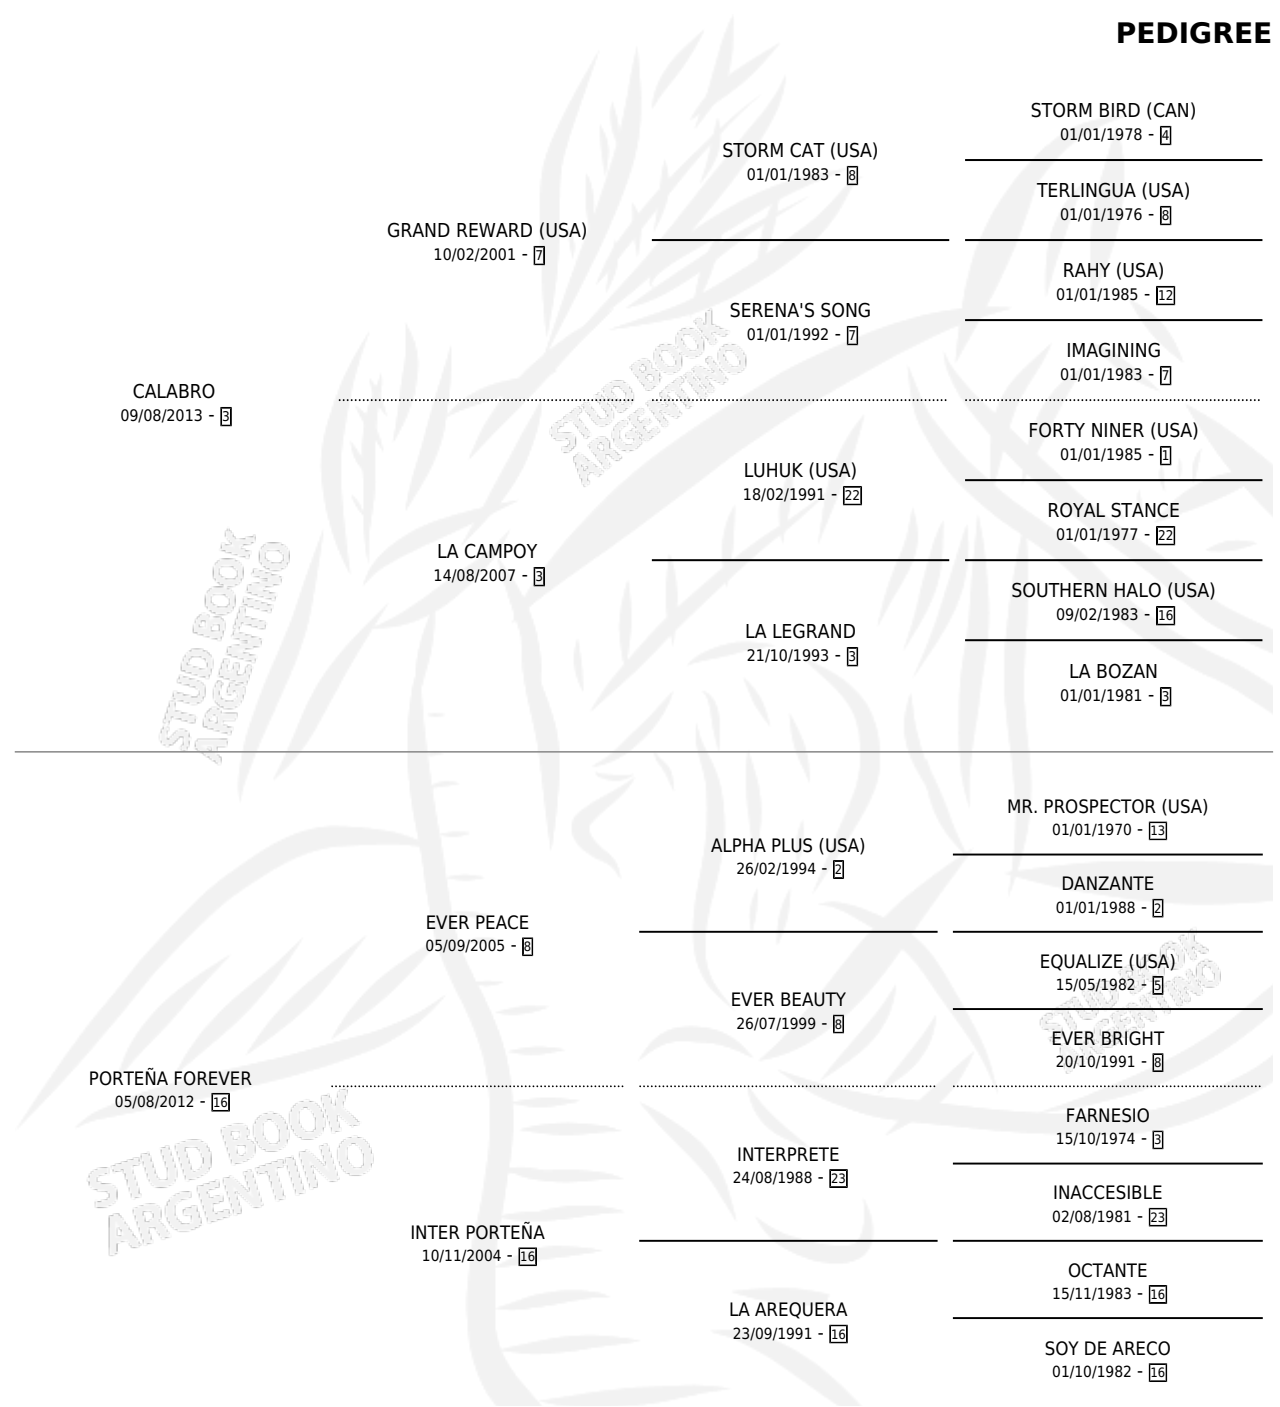 PEDIGREE
STORM BIRD (CAN)
01/01/1978 - 4
STORM CAT (USA)
01/01/1983 - 8
TERLINGUA (USA)
01/01/1976 - 8
GRAND REWARD (USA)
10/02/2001 - 7
RAHY (USA)
01/01/1985 - 12
SERENA'S SONG
01/01/1992 - 7
IMAGINING
01/01/1983 - 7
CALABRO
09/08/2013 - 3
FORTY NINER (USA)
01/01/1985 - 1
LUHUK (USA)
18/02/1991 - 22
ROYAL STANCE
01/01/1977 - 22
LA CAMPOY
14/08/2007 - 3
SOUTHERN HALO (USA)
09/02/1983 - 16
LA LEGRAND
21/10/1993 - 3
LA BOZAN
01/01/1981 - 3
MR. PROSPECTOR (USA)
01/01/1970 - 13
ALPHA PLUS (USA)
26/02/1994 - 2
DANZANTE
01/01/1988 - 2
EVER PEACE
05/09/2005 - 8
EQUALIZE (USA)
15/05/1982 - 5
EVER BEAUTY
26/07/1999 - 8
EVER BRIGHT
20/10/1991 - 8
PORTEÑA FOREVER
05/08/2012 - 16
FARNESIO
15/10/1974 - 3
INTERPRETE
24/08/1988 - 23
INACCESIBLE
02/08/1981 - 23
INTER PORTEÑA
10/11/2004 - 16
OCTANTE
15/11/1983 - 16
LA AREQUERA
23/09/1991 - 16
SOY DE ARECO
01/10/1982 - 16
STUD BOOK
ARGENTINO
STUD BOOK
ARGENTINO
STUD BOOK
ARGENTINO
STUD BOOK
ARGENTINO